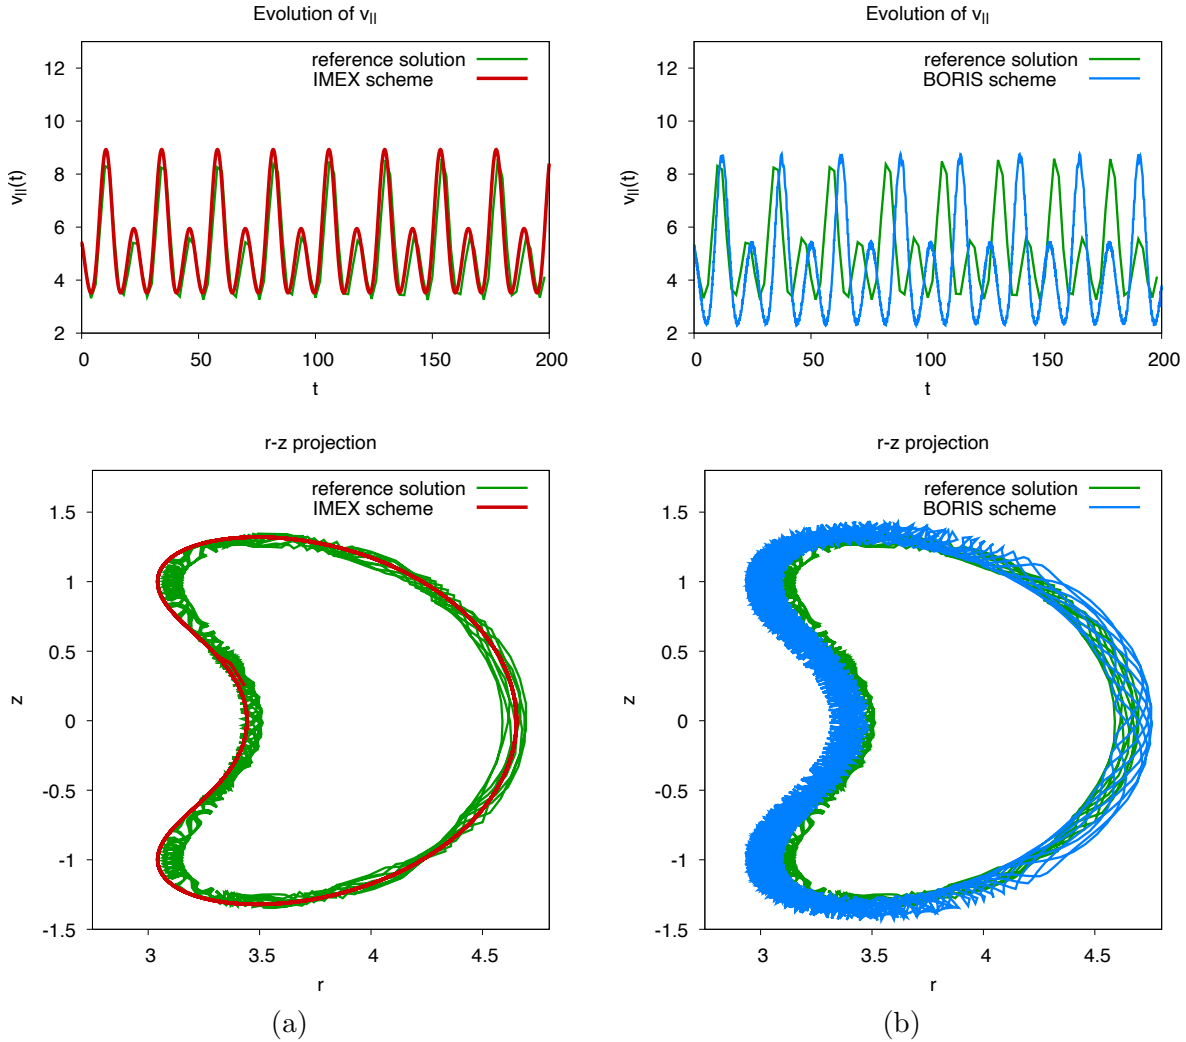 Evolution of v||
v||(t)
12
10
8
6
4
2
reference solution
IMEX scheme
0
50
100
150
200
t
Evolution of v||
v||(t)
12
10
8
6
4
2
reference solution
BORIS scheme
0
50
100
150
200
t
r-z projection
z
1.5
1
0.5
0
-0.5
-1
-1.5
reference solution
IMEX scheme
3
3.5
4
4.5
r
(a)
r-z projection
z
1.5
1
0.5
0
-0.5
-1
-1.5
reference solution
BORIS scheme
3
3.5
4
4.5
r
(b)